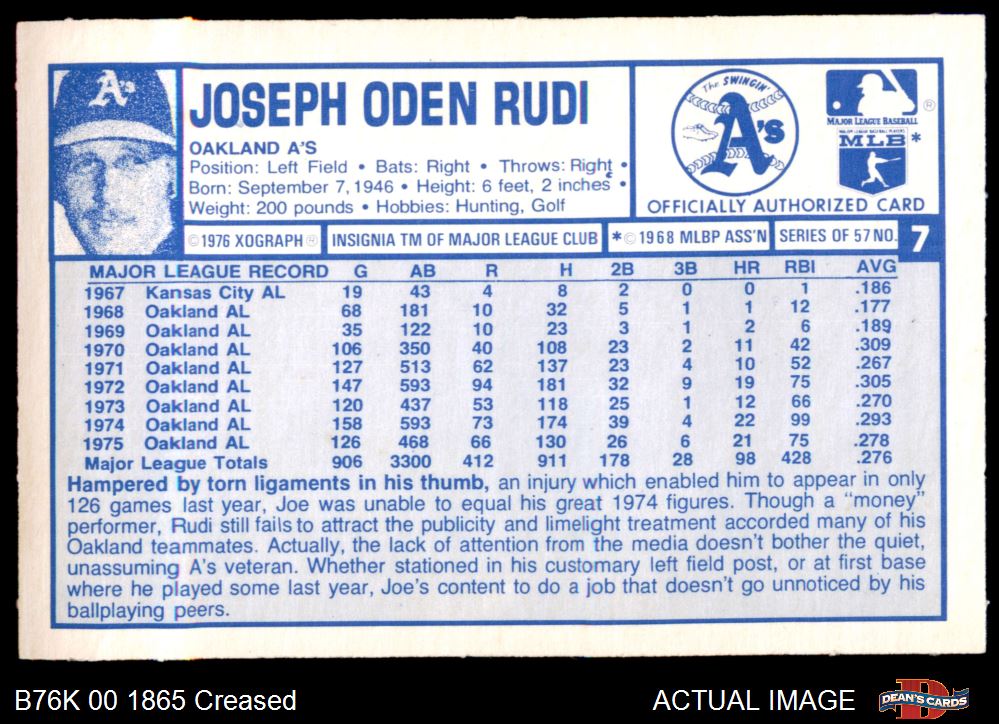 A's
JOSEPH ODEN RUDI
OAKLAND A'S
Position: Left Field • Bats: Right • Throws: Right •
Born: September 7, 1946 • Height: 6 feet, 2 inches •
Weight: 200 pounds • Hobbies: Hunting, Golf
The SWINGIN'
A's
® 
MAJOR LEAGUE BASEBALL
MAJOR LEAGUE BASEBALL PLAYERS
MLB *
OFFICIALLY AUTHORIZED CARD
© 1976 XOGRAPH ®
INSIGNIA TM OF MAJOR LEAGUE CLUB
*© 1968 MLBP ASS'N
SERIES OF 57 NO. 7
MAJOR LEAGUE RECORD G AB R H 2B 3B HR RBI AVG
1967 Kansas City AL 19 43 4 8 2 0 0 1 .186
1968 Oakland AL 68 181 10 32 5 1 1 12 .177
1969 Oakland AL 35 122 10 23 3 1 2 6 .189
1970 Oakland AL 106 350 40 108 23 2 11 42 .309
1971 Oakland AL 127 513 62 137 23 4 10 52 .267
1972 Oakland AL 147 593 94 181 32 9 19 75 .305
1973 Oakland AL 120 437 53 118 25 1 12 66 .270
1974 Oakland AL 158 593 73 174 39 4 22 99 .293
1975 Oakland AL 126 468 66 130 26 6 21 75 .278
Major League Totals 906 3300 412 911 178 28 98 428 .276
Hampered by torn ligaments in his thumb, an injury which enabled him to appear in only
126 games last year, Joe was unable to equal his great 1974 figures. Though a "money"
performer, Rudi still fails to attract the publicity and limelight treatment accorded many of his
Oakland teammates. Actually, the lack of attention from the media doesn't bother the quiet,
unassuming A's veteran. Whether stationed in his customary left field post, or at first base
where he played some last year, Joe's content to do a job that doesn't go unnoticed by his
ballplaying peers.
B76K 00 1865 Creased
ACTUAL IMAGE
DEAN'S CARDS